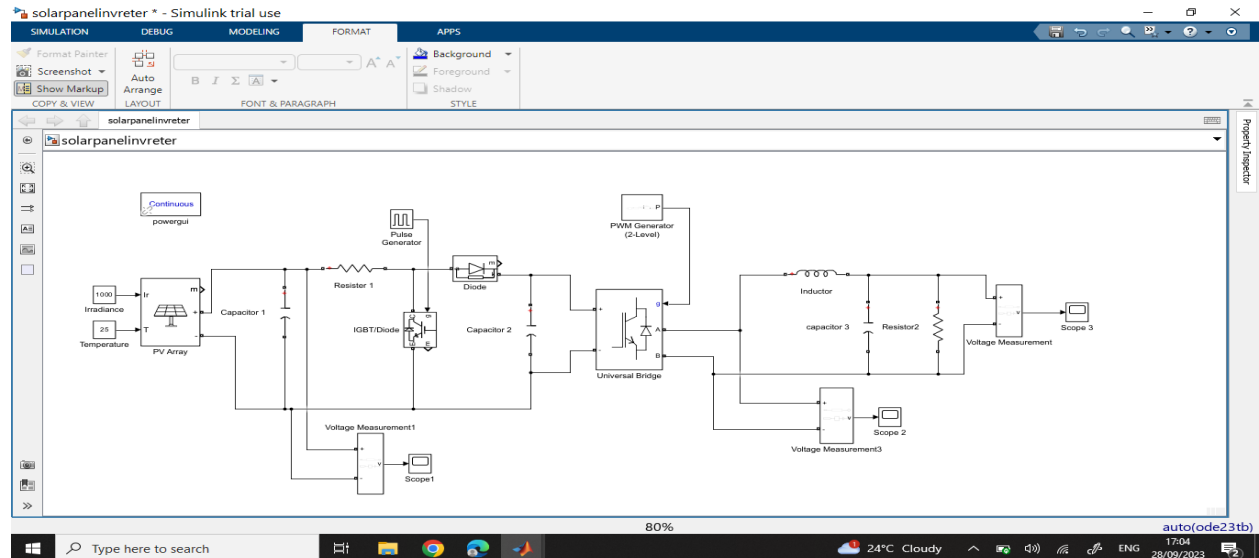 solarpanelinvreter * - Simulink trial use
SIMULATION DEBUG MODELING FORMAT APPS
Format Painter
Screenshot
Show Markup
COPY & VIEW
Auto
Arrange
LAYOUT
B I Σ A
A A
FONT & PARAGRAPH
Background
Foreground
Shadow
STYLE
solarpanelinvreter
solarpanelinvreter
Property Inspector
Continuous
powergui
Pulse
Generator
P
PWM Generator
(2-Level)
1000
Irradiance
25
Temperature
Ir
T
m
+
-
PV Array
Capacitor 1
Resister 1
IGBT/Diode
C
g
E
E
m
Diode
Capacitor 2
+
-
g
A
B
Universal Bridge
Inductor
capacitor 3
Resistor2
+
-
v
Voltage Measurement
Scope 3
+
-
v
Voltage Measurement3
Scope 2
Voltage Measurement1
+
-
v
Scope1
80%
auto(ode23tb)
Type here to search
24°C Cloudy
ENG
17:04
28/09/2023
2